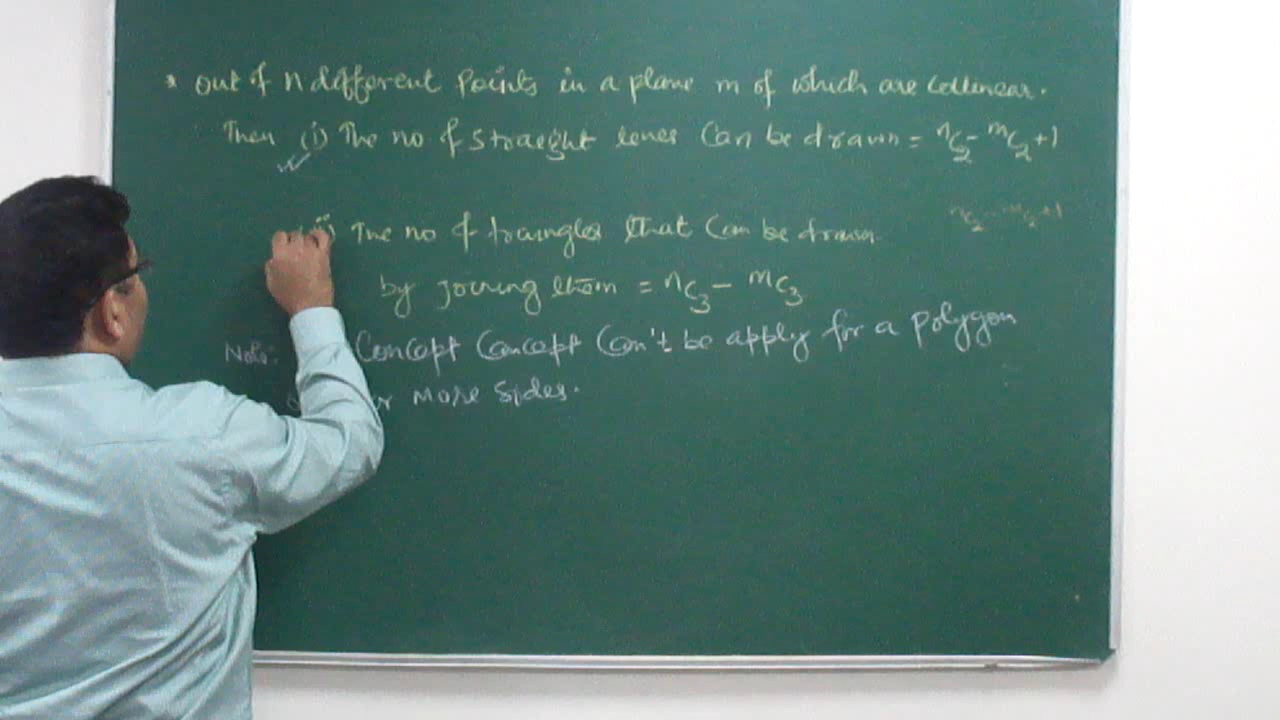 * out of n different points in a plane m of which are collinear.
Then (i) The no of straight lines can be drawn = ⁿC₂ - ᵐC₂ + 1
ⁿC₂ - ᵐC₂ + 1
(ii) The no of traingles that can be drawn
by joining them = ⁿC₃ - ᵐC₃
Note: Concept Concept Can't be apply for a polygon
more sides.